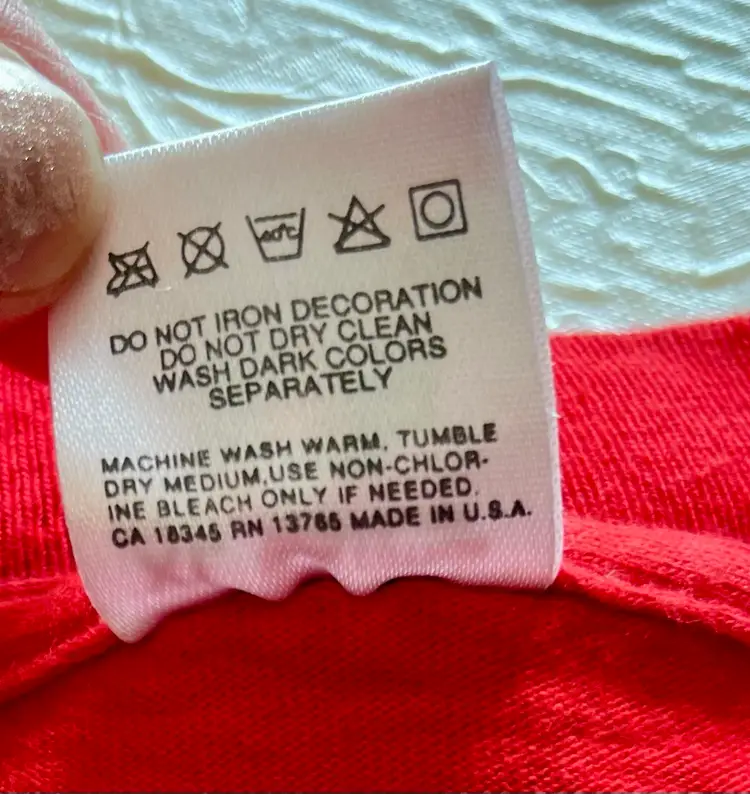 40°C
DO NOT IRON DECORATION
DO NOT DRY CLEAN
WASH DARK COLORS
SEPARATELY
MACHINE WASH WARM, TUMBLE
DRY MEDIUM,USE NON-CHLOR-
INE BLEACH ONLY IF NEEDED.
CA 18345 RN 13765 MADE IN U.S.A.